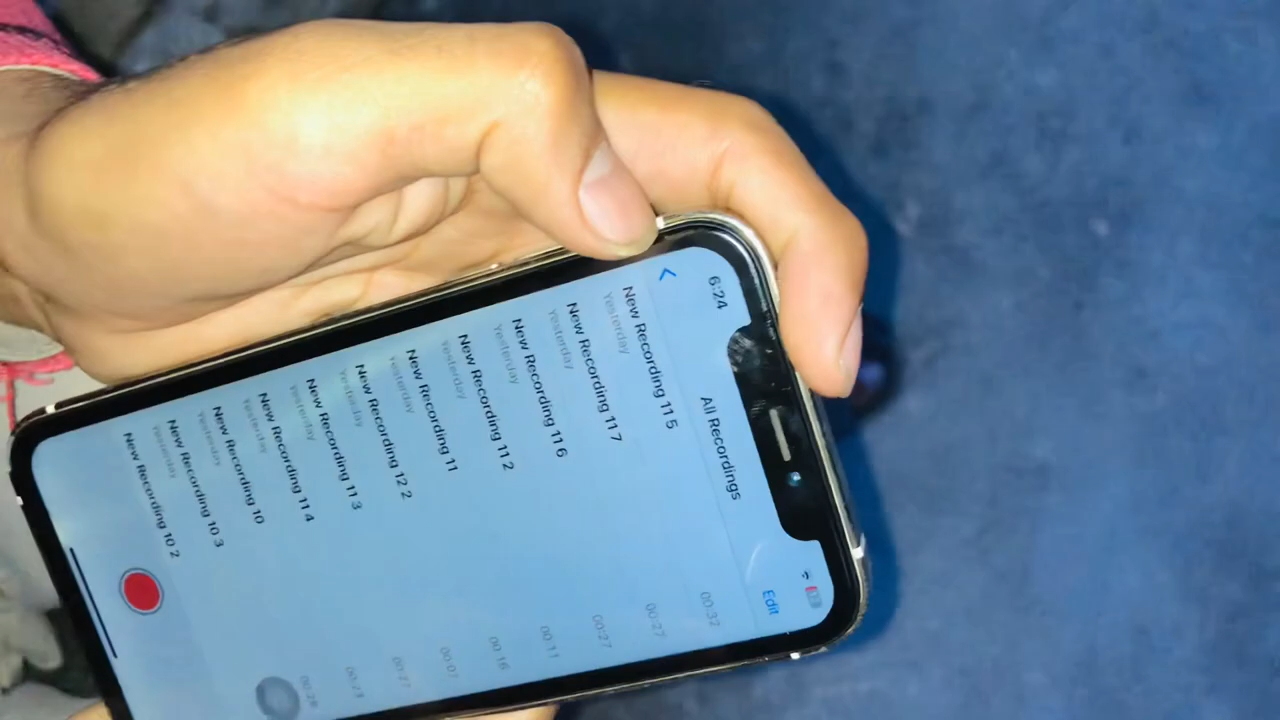 6:24
All Recordings
Edit
New Recording 11 5
Yesterday
00:32
New Recording 11 7
Yesterday
00:27
New Recording 11 6
Yesterday
00:27
New Recording 11 2
Yesterday
00:11
New Recording 11
Yesterday
00:16
New Recording 12 2
Yesterday
00:07
New Recording 11 3
Yesterday
New Recording 11 4
Yesterday
New Recording 10
Yesterday
New Recording 10 3
Yesterday
New Recording 10 2